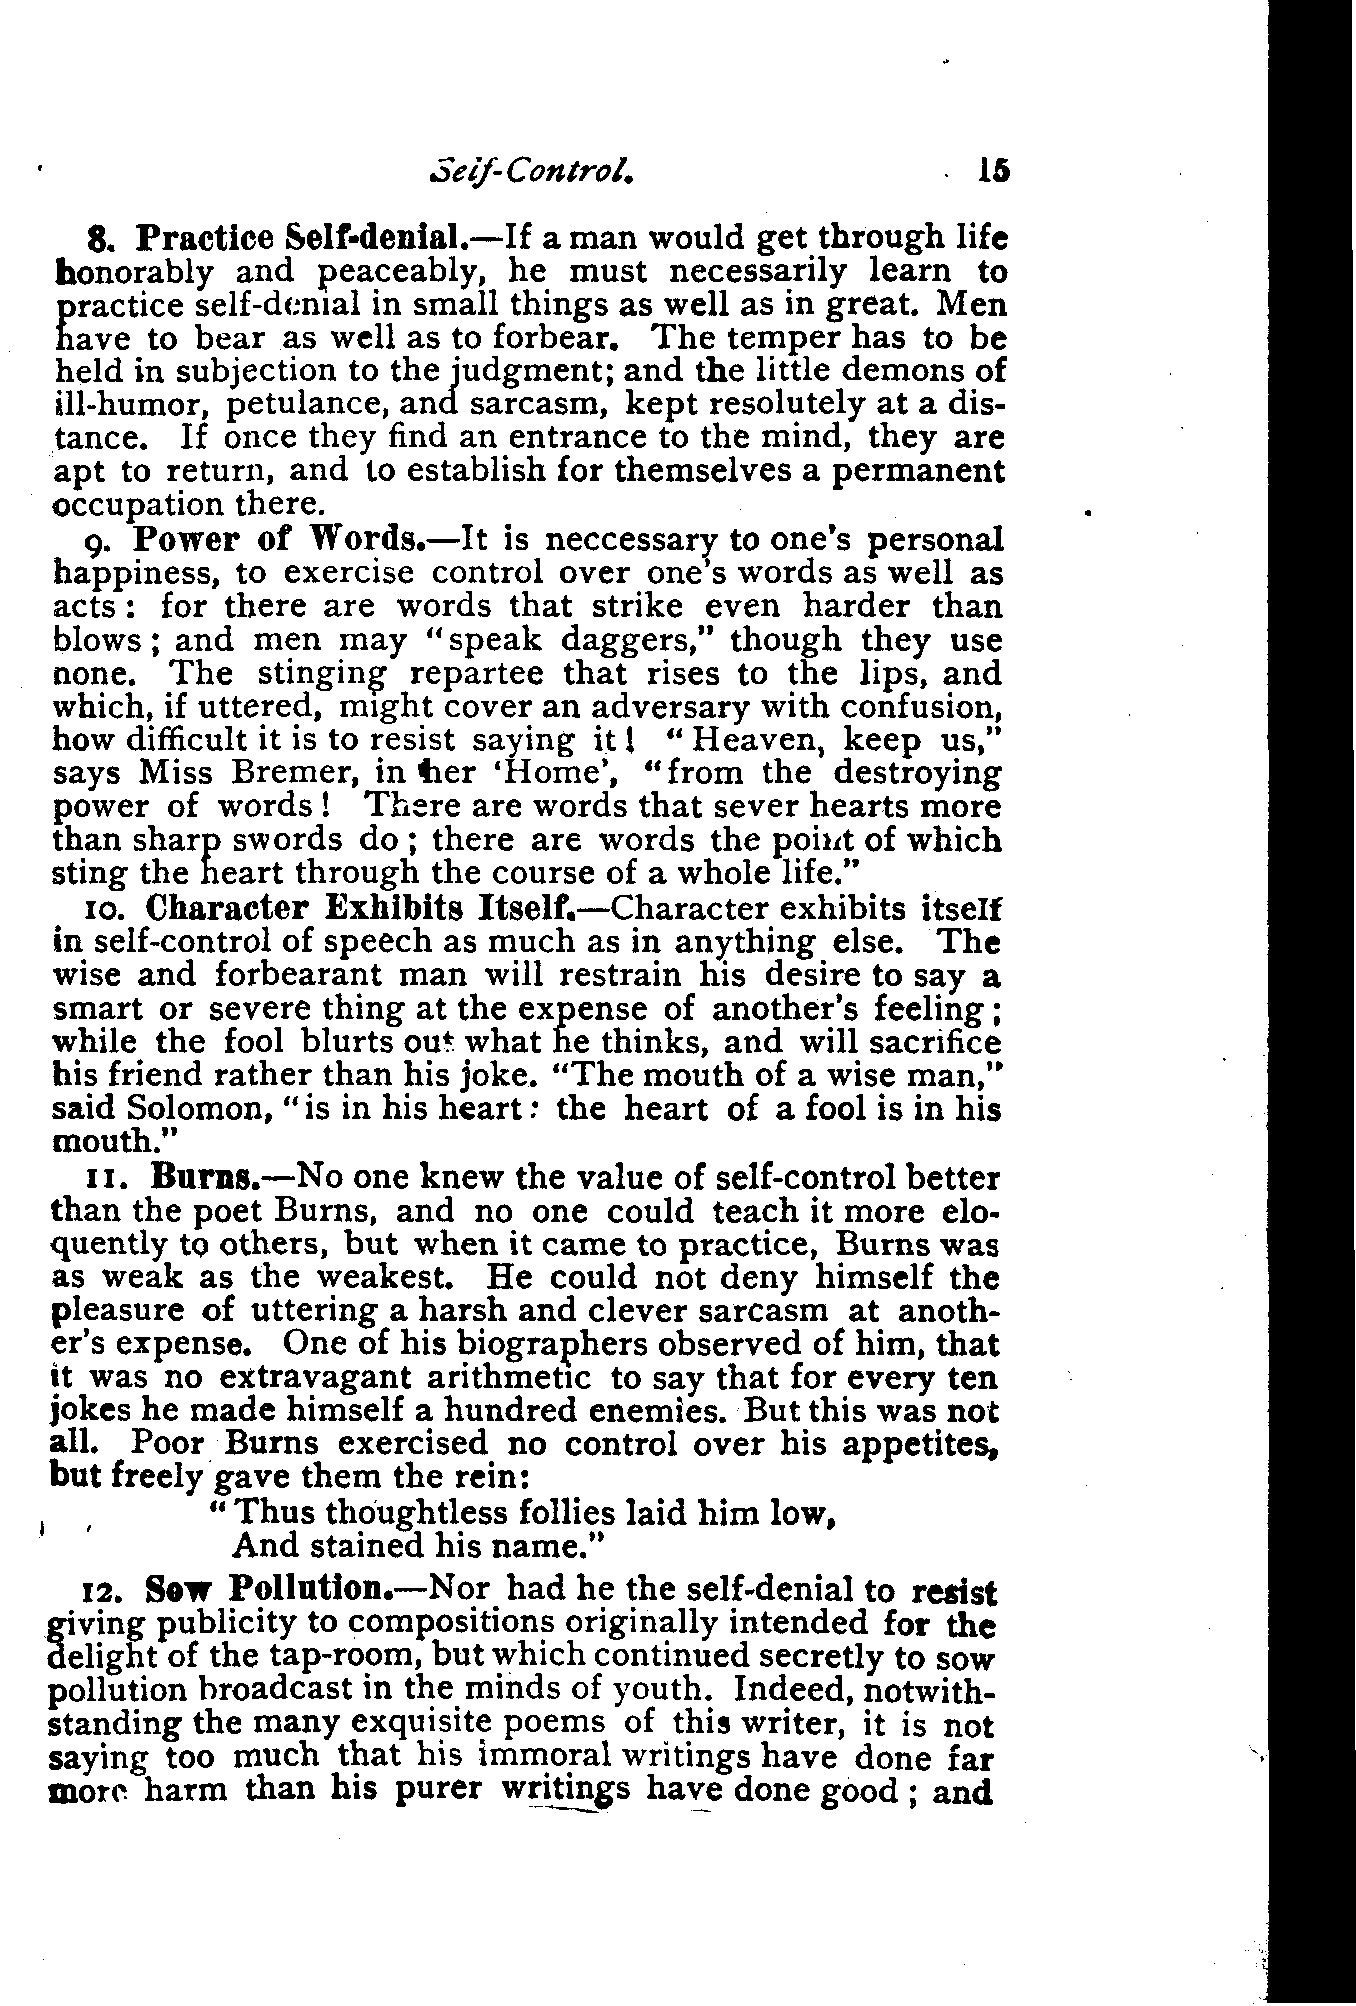 Self-Control. 15
8. Practice Self-denial.—If a man would get through life
honorably and peaceably, he must necessarily learn to
practice self-denial in small things as well as in great. Men
have to bear as well as to forbear. The temper has to be
held in subjection to the judgment; and the little demons of
ill-humor, petulance, and sarcasm, kept resolutely at a dis-
tance. If once they find an entrance to the mind, they are
apt to return, and to establish for themselves a permanent
occupation there.
9. Power of Words.—It is neccessary to one's personal
happiness, to exercise control over one's words as well as
acts: for there are words that strike even harder than
blows; and men may "speak daggers," though they use
none. The stinging repartee that rises to the lips, and
which, if uttered, might cover an adversary with confusion,
how difficult it is to resist saying it! "Heaven, keep us,"
says Miss Bremer, in her 'Home', "from the destroying
power of words! There are words that sever hearts more
than sharp swords do; there are words the point of which
sting the heart through the course of a whole life."
10. Character Exhibits Itself.—Character exhibits itself
in self-control of speech as much as in anything else. The
wise and forbearant man will restrain his desire to say a
smart or severe thing at the expense of another's feeling;
while the fool blurts out what he thinks, and will sacrifice
his friend rather than his joke. "The mouth of a wise man,"
said Solomon, "is in his heart: the heart of a fool is in his
mouth."
11. Burns.—No one knew the value of self-control better
than the poet Burns, and no one could teach it more elo-
quently to others, but when it came to practice, Burns was
as weak as the weakest. He could not deny himself the
pleasure of uttering a harsh and clever sarcasm at anoth-
er's expense. One of his biographers observed of him, that
it was no extravagant arithmetic to say that for every ten
jokes he made himself a hundred enemies. But this was not
all. Poor Burns exercised no control over his appetites,
but freely gave them the rein:
"Thus thoughtless follies laid him low,
And stained his name."
12. Sow Pollution.—Nor had he the self-denial to resist
giving publicity to compositions originally intended for the
delight of the tap-room, but which continued secretly to sow
pollution broadcast in the minds of youth. Indeed, notwith-
standing the many exquisite poems of this writer, it is not
saying too much that his immoral writings have done far
more harm than his purer writings have done good; and